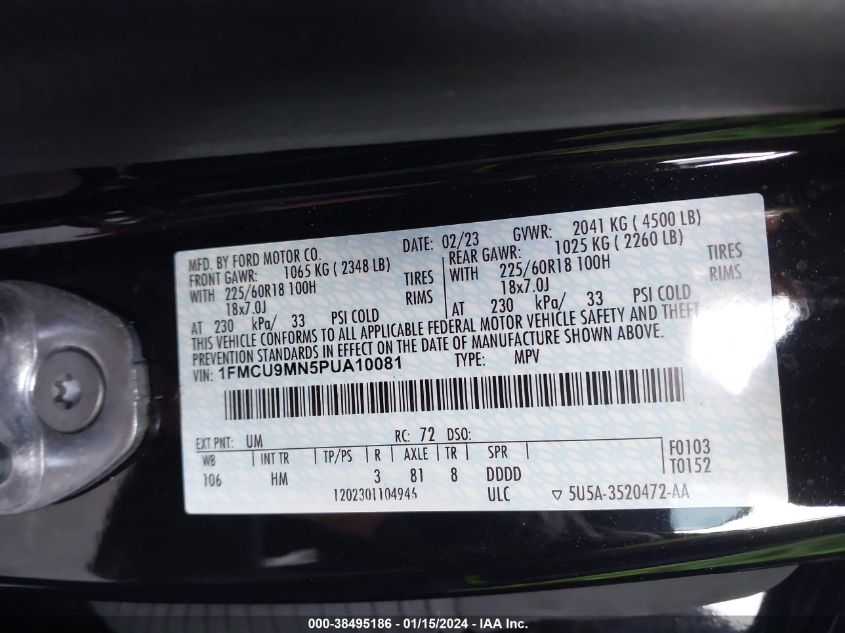 MFD. BY FORD MOTOR CO. DATE: 02/23 GVWR: 2041 KG ( 4500 LB)
FRONT GAWR: 1065 KG ( 2348 LB) REAR GAWR: 1025 KG ( 2260 LB)
WITH 225/60R18 100H TIRES WITH 225/60R18 100H TIRES
18x7.0J RIMS 18x7.0J RIMS
AT 230 kPa/ 33 PSI COLD AT 230 kPa/ 33 PSI COLD
THIS VEHICLE CONFORMS TO ALL APPLICABLE FEDERAL MOTOR VEHICLE SAFETY AND THEFT
PREVENTION STANDARDS IN EFFECT ON THE DATE OF MANUFACTURE SHOWN ABOVE.
VIN: 1FMCU9MN5PUA10081 TYPE: MPV
EXT PNT: UM RC: 72 DSO:
WB INT TR TP/PS R AXLE TR SPR F0103
106 HM 3 81 8 DDDD T0152
1202301104946 ULC ▽ 5U5A-3520472-AA
000-38495186 - 01/15/2024 - IAA Inc.